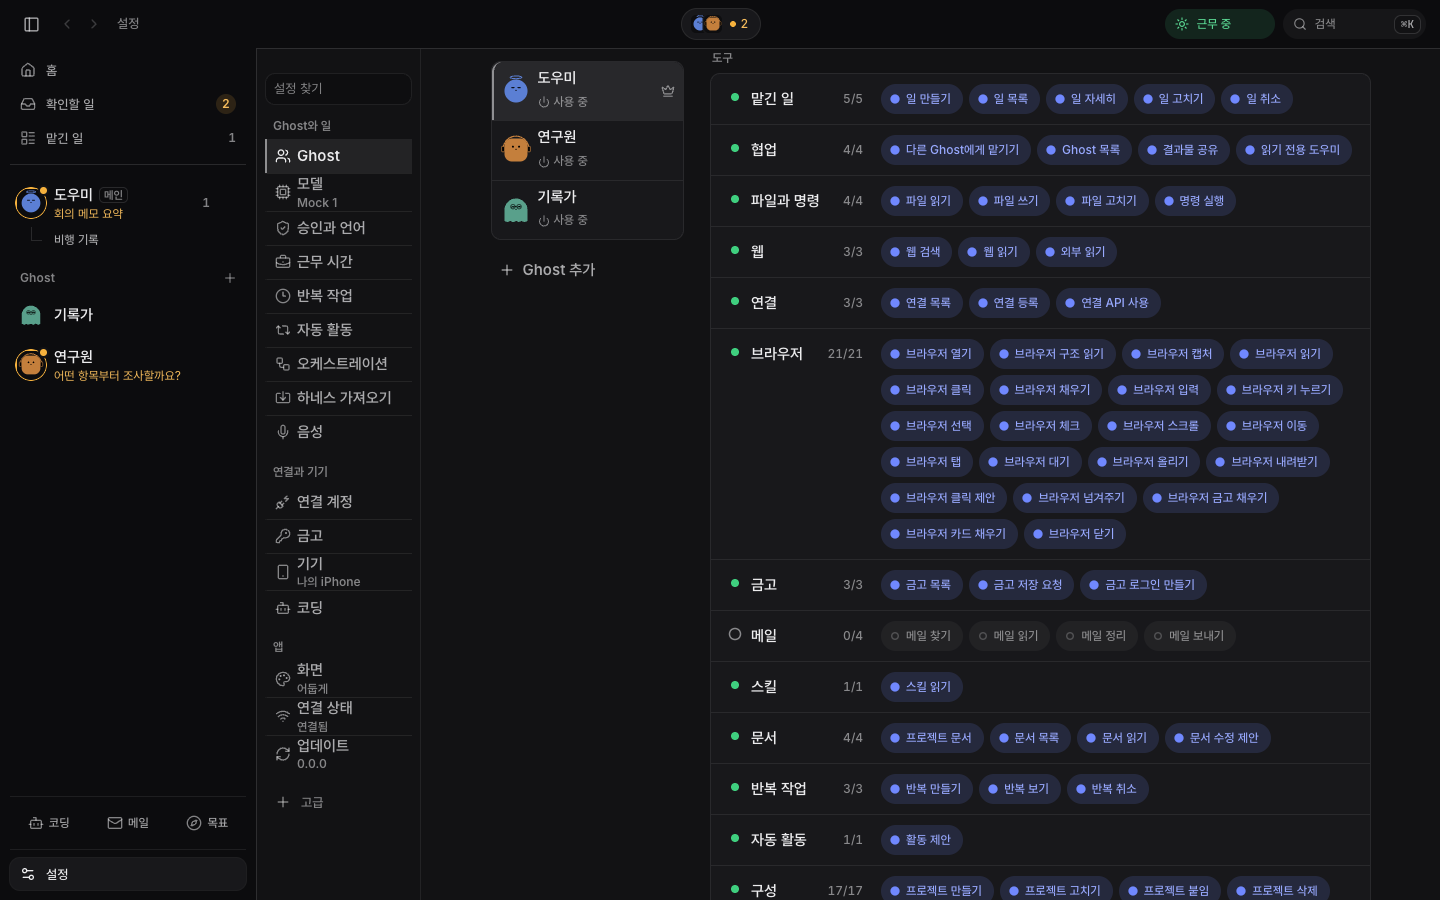 설정
2
근무 중
검색
⌘K
홈
확인할 일
2
맡긴 일
1
도우미
메인
회의 메모 요약
1
비행 기록
Ghost
기록가
연구원
어떤 항목부터 조사할까요?
코딩
메일
목표
설정
설정 찾기
Ghost와 일
Ghost
모델
Mock 1
승인과 언어
근무 시간
반복 작업
자동 활동
오케스트레이션
하네스 가져오기
음성
연결과 기기
연결 계정
금고
기기
나의 iPhone
코딩
앱
화면
어둡게
연결 상태
연결됨
업데이트
0.0.0
고급
도우미
사용 중
연구원
사용 중
기록가
사용 중
Ghost 추가
도구
맡긴 일 5/5 일 만들기 일 목록 일 자세히 일 고치기 일 취소
협업 4/4 다른 Ghost에게 맡기기 Ghost 목록 결과물 공유 읽기 전용 도우미
파일과 명령 4/4 파일 읽기 파일 쓰기 파일 고치기 명령 실행
웹 3/3 웹 검색 웹 읽기 외부 읽기
연결 3/3 연결 목록 연결 등록 연결 API 사용
브라우저 21/21 브라우저 열기 브라우저 구조 읽기 브라우저 캡처 브라우저 읽기
브라우저 클릭 브라우저 채우기 브라우저 입력 브라우저 키 누르기
브라우저 선택 브라우저 체크 브라우저 스크롤 브라우저 이동
브라우저 탭 브라우저 대기 브라우저 올리기 브라우저 내려받기
브라우저 클릭 제안 브라우저 넘겨주기 브라우저 금고 채우기
브라우저 카드 채우기 브라우저 닫기
금고 3/3 금고 목록 금고 저장 요청 금고 로그인 만들기
메일 0/4 메일 찾기 메일 읽기 메일 정리 메일 보내기
스킬 1/1 스킬 읽기
문서 4/4 프로젝트 문서 문서 목록 문서 읽기 문서 수정 제안
반복 작업 3/3 반복 만들기 반복 보기 반복 취소
자동 활동 1/1 활동 제안
구성 17/17 프로젝트 만들기 프로젝트 고치기 프로젝트 붙임 프로젝트 삭제